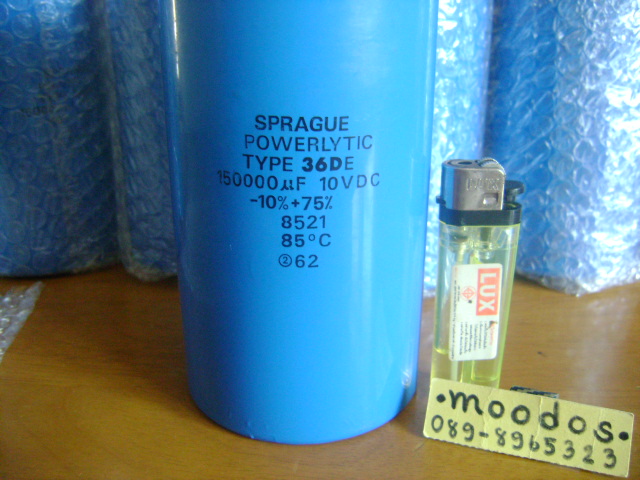 SPRAGUE
POWERLYTIC
TYPE 36DE
150000µF 10VDC
-10%+75%
8521
85°C
②62
LUX
•moodos•
089-8965323